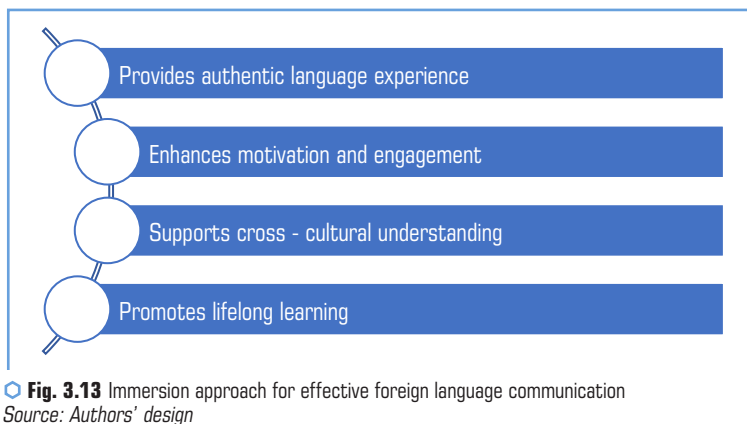 Provides authentic language experience
Enhances motivation and engagement
Supports cross - cultural understanding
Promotes lifelong learning
Fig. 3.13 Immersion approach for effective foreign language communication
Source: Authors' design